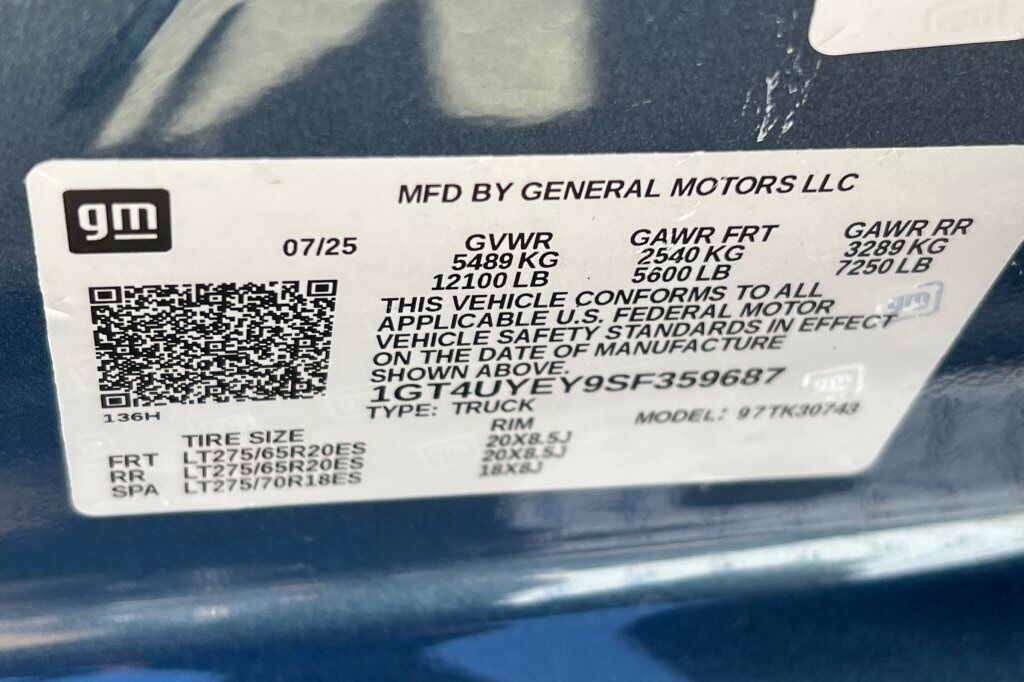 gm
MFD BY GENERAL MOTORS LLC
07/25
GVWR
5489 KG
12100 LB
GAWR FRT
2540 KG
5600 LB
GAWR RR
3289 KG
7250 LB
THIS VEHICLE CONFORMS TO ALL
APPLICABLE U.S. FEDERAL MOTOR
VEHICLE SAFETY STANDARDS IN EFFECT
ON THE DATE OF MANUFACTURE
SHOWN ABOVE.
1GT4UYEY9SF359687
TYPE: TRUCK
MODEL: 97TK30743
136H
TIRE SIZE
RIM
FRT LT275/65R20ES 20X8.5J
RR LT275/65R20ES 20X8.5J
SPA LT275/70R18ES 18X8J